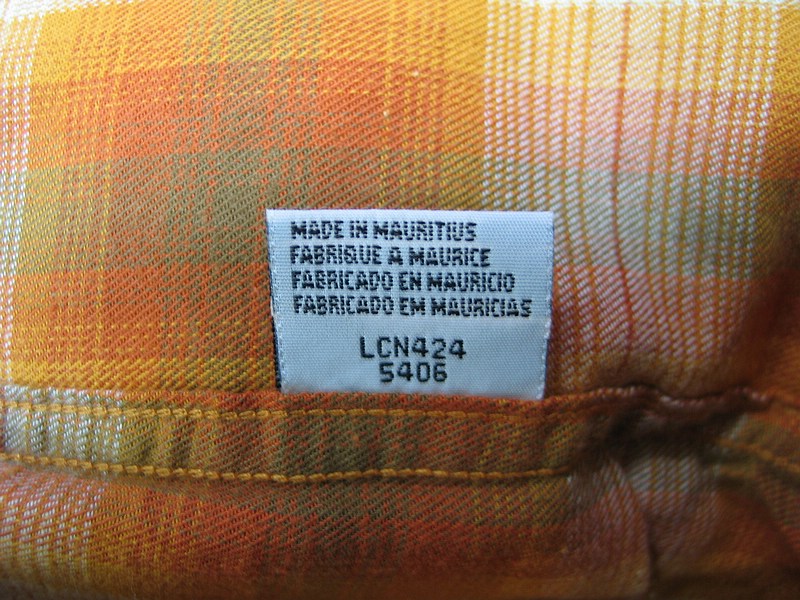 MADE IN MAURITIUS
FABRIQUE A MAURICE
FABRICADO EN MAURICIO
FABRICADO EM MAURICIAS
LCN424
5406